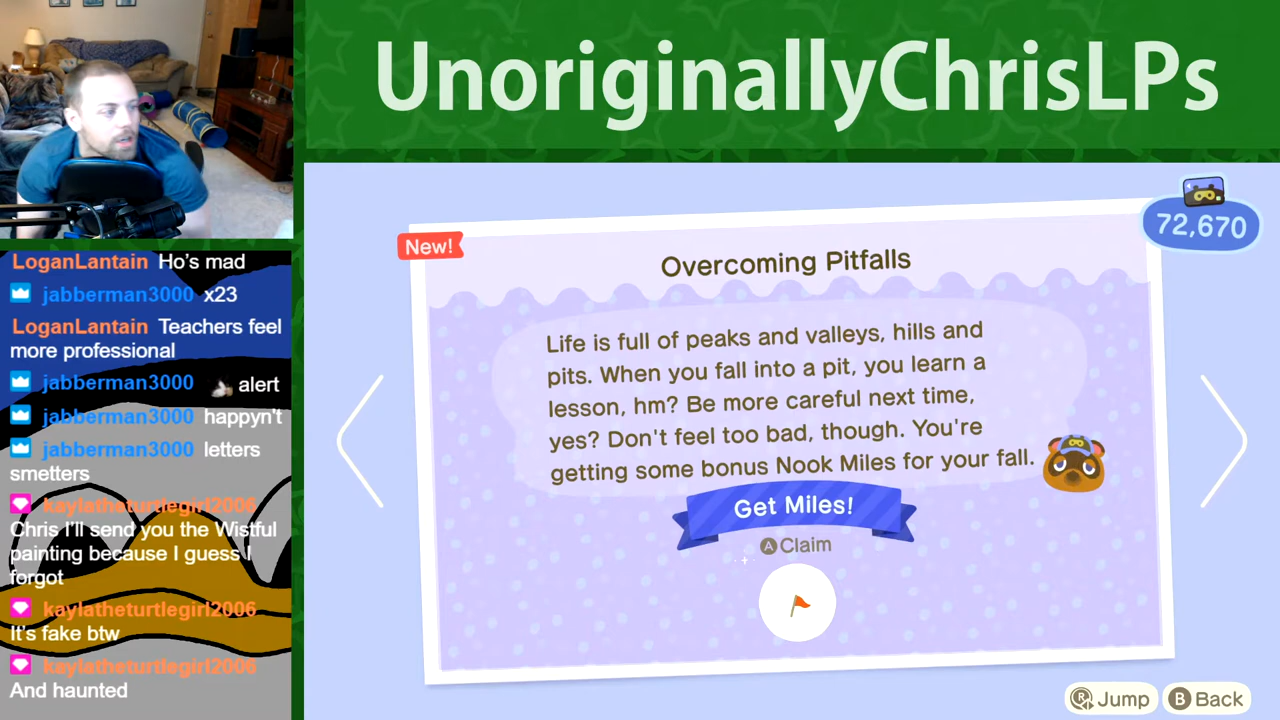 UnoriginallyChrisLPs
LoganLantain Ho's mad
jabberman3000 x23
LoganLantain Teachers feel
more professional
jabberman3000 alert
jabberman3000 happyn't
jabberman3000 letters
smetters
kaylatheturtlegirl2006
Chris I'll send you the Wistful
painting because I guess I
forgot
kaylatheturtlegirl2006
It's fake btw
kaylatheturtlegirl2006
And haunted
72,670
New!
Overcoming Pitfalls
Life is full of peaks and valleys, hills and
pits. When you fall into a pit, you learn a
lesson, hm? Be more careful next time,
yes? Don't feel too bad, though. You're
getting some bonus Nook Miles for your fall.
Get Miles!
A Claim
R Jump B Back